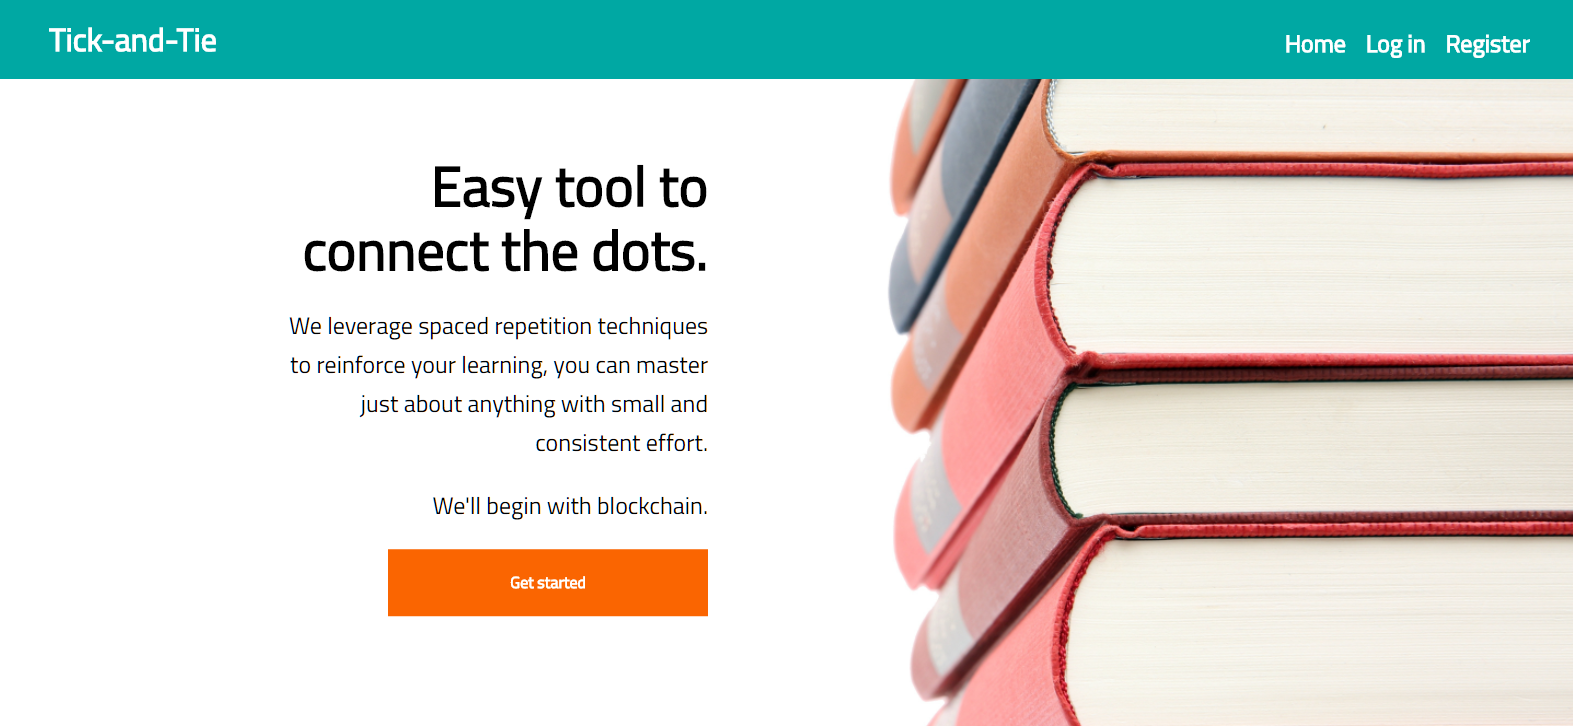 Tick-and-Tie
Home Log in Register
Easy tool to
connect the dots.
We leverage spaced repetition techniques
to reinforce your learning, you can master
just about anything with small and
consistent effort.
We'll begin with blockchain.
Get started